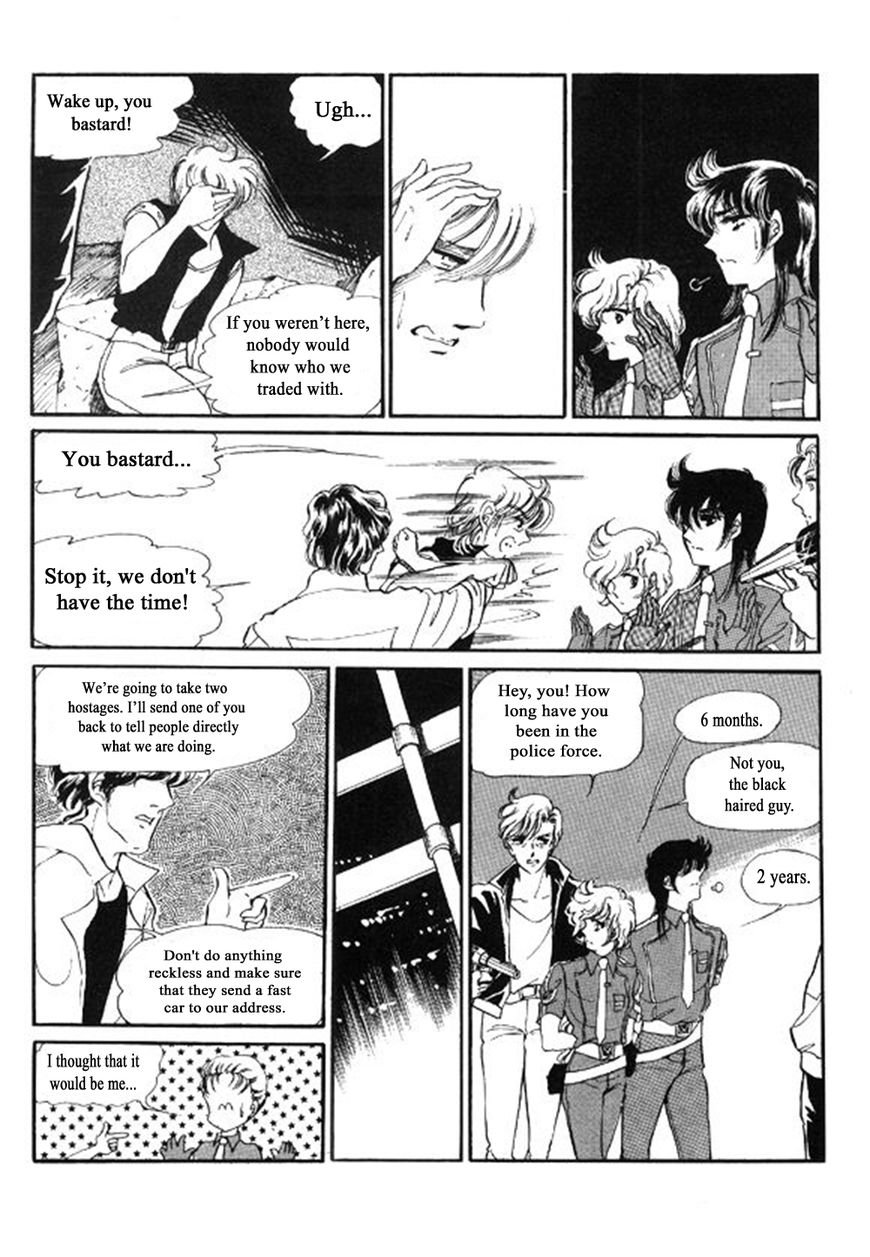 Wake up, you
bastard!
Ugh...
If you weren't here,
nobody would
know who we
traded with.
You bastard...
Stop it, we don't
have the time!
We're going to take two
hostages. I'll send one of you
back to tell people directly
what we are doing.
Don't do anything
reckless and make sure
that they send a fast
car to our address.
I thought that it
would be me...
Hey, you! How
long have you
been in the
police force.
6 months.
Not you,
the black
haired guy.
2 years.